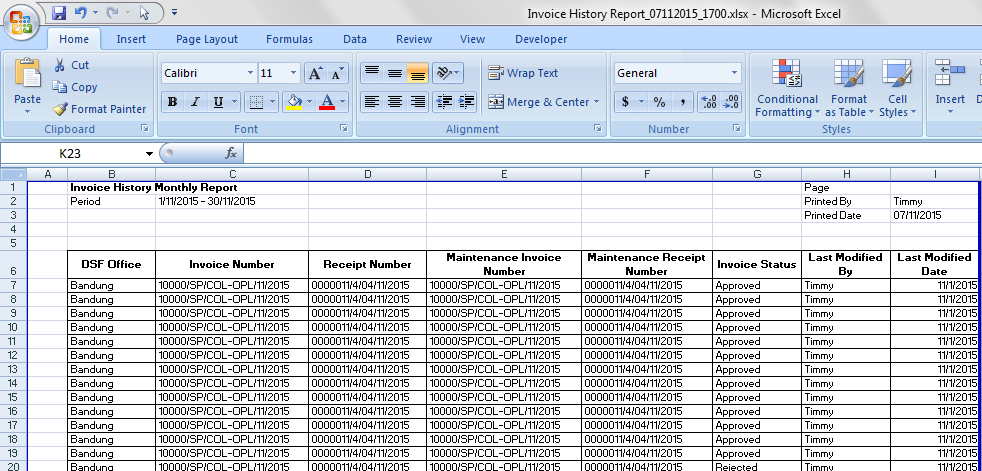 Invoice History Report_07112015_1700.xlsx - Microsoft Excel
Home Insert Page Layout Formulas Data Review View Developer
Paste Cut Copy Format Painter
Calibri 11 B I U A A A
Wrap Text Merge & Center
General $ % , .00 .0 .00
Conditional Formatting Format as Table Cell Styles Insert
Clipboard Font Alignment Number Styles
K23 fx
A B C D E F G H I
1 Invoice History Monthly Report Page
2 Period 1/11/2015 - 30/11/2015 Printed By Timmy
3 Printed Date 07/11/2015
4
5
6 DSF Office Invoice Number Receipt Number Maintenance Invoice Number Maintenance Receipt Number Invoice Status Last Modified By Last Modified Date
7 Bandung 10000/SP/COL-OPL/11/2015 0000011/4/04/11/2015 10000/SP/COL-OPL/11/2015 0000011/4/04/11/2015 Approved Timmy 11/1/2015
8 Bandung 10000/SP/COL-OPL/11/2015 0000011/4/04/11/2015 10000/SP/COL-OPL/11/2015 0000011/4/04/11/2015 Approved Timmy 11/1/2015
9 Bandung 10000/SP/COL-OPL/11/2015 0000011/4/04/11/2015 10000/SP/COL-OPL/11/2015 0000011/4/04/11/2015 Approved Timmy 11/1/2015
10 Bandung 10000/SP/COL-OPL/11/2015 0000011/4/04/11/2015 10000/SP/COL-OPL/11/2015 0000011/4/04/11/2015 Approved Timmy 11/1/2015
11 Bandung 10000/SP/COL-OPL/11/2015 0000011/4/04/11/2015 10000/SP/COL-OPL/11/2015 0000011/4/04/11/2015 Approved Timmy 11/1/2015
12 Bandung 10000/SP/COL-OPL/11/2015 0000011/4/04/11/2015 10000/SP/COL-OPL/11/2015 0000011/4/04/11/2015 Approved Timmy 11/1/2015
13 Bandung 10000/SP/COL-OPL/11/2015 0000011/4/04/11/2015 10000/SP/COL-OPL/11/2015 0000011/4/04/11/2015 Approved Timmy 11/1/2015
14 Bandung 10000/SP/COL-OPL/11/2015 0000011/4/04/11/2015 10000/SP/COL-OPL/11/2015 0000011/4/04/11/2015 Approved Timmy 11/1/2015
15 Bandung 10000/SP/COL-OPL/11/2015 0000011/4/04/11/2015 10000/SP/COL-OPL/11/2015 0000011/4/04/11/2015 Approved Timmy 11/1/2015
16 Bandung 10000/SP/COL-OPL/11/2015 0000011/4/04/11/2015 10000/SP/COL-OPL/11/2015 0000011/4/04/11/2015 Approved Timmy 11/1/2015
17 Bandung 10000/SP/COL-OPL/11/2015 0000011/4/04/11/2015 10000/SP/COL-OPL/11/2015 0000011/4/04/11/2015 Approved Timmy 11/1/2015
18 Bandung 10000/SP/COL-OPL/11/2015 0000011/4/04/11/2015 10000/SP/COL-OPL/11/2015 0000011/4/04/11/2015 Approved Timmy 11/1/2015
19 Bandung 10000/SP/COL-OPL/11/2015 0000011/4/04/11/2015 10000/SP/COL-OPL/11/2015 0000011/4/04/11/2015 Approved Timmy 11/1/2015
20 Bandung 10000/SP/COL-OPL/11/2015 0000011/4/04/11/2015 10000/SP/COL-OPL/11/2015 0000011/4/04/11/2015 Rejected Timmy 11/1/2015